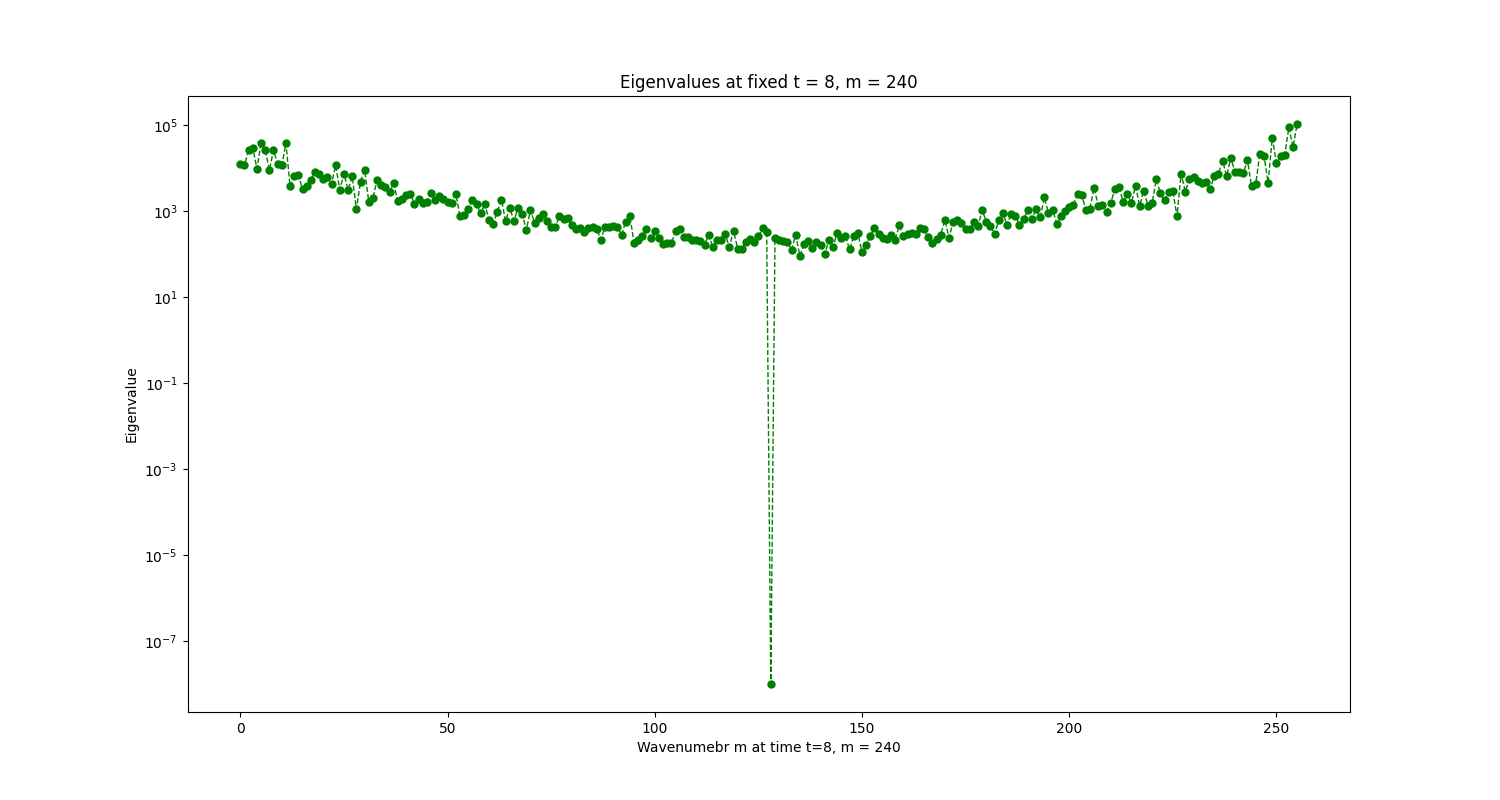 Eigenvalues at fixed t = 8, m = 240
10^5
10^3
10^1
10^-1
10^-3
10^-5
10^-7
Eigenvalue
0 50 100 150 200 250
Wavenumebr m at time t=8, m = 240